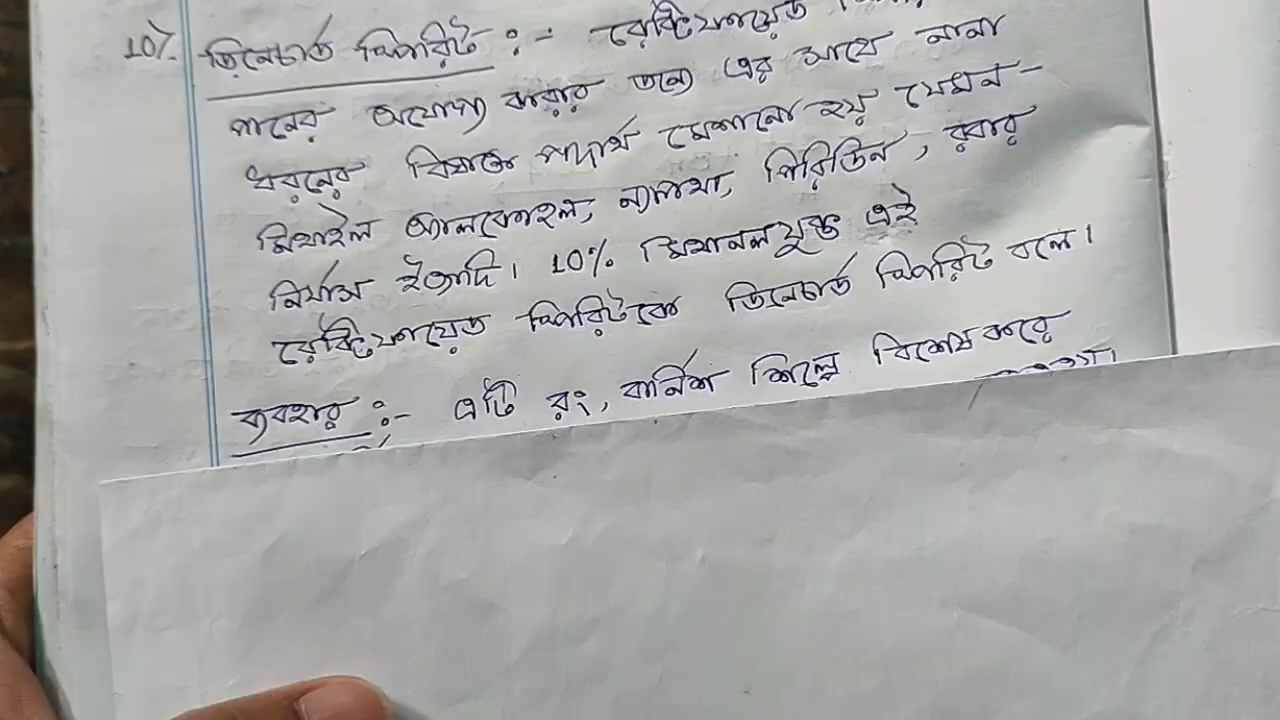 10%. ডিনেচার্ড স্পিরিট :- রেক্টিফায়েড
পানের অযোগ্য করার জন্য এর সাথে নানা
ধরনের বিষাক্ত পদার্থ মেশানো হয় যেমন-
মিথাইল অ্যালকোহল, ন্যাপথা, পিরিডিন, রবার
নির্যাস ইত্যাদি। 10% মিথানলযুক্ত এই
রেক্টিফায়েড স্পিরিটকে ডিনেচার্ড স্পিরিট বলে।
ব্যবহার :- এটি রং, বার্নিশ শিল্পে বিশেষ করে